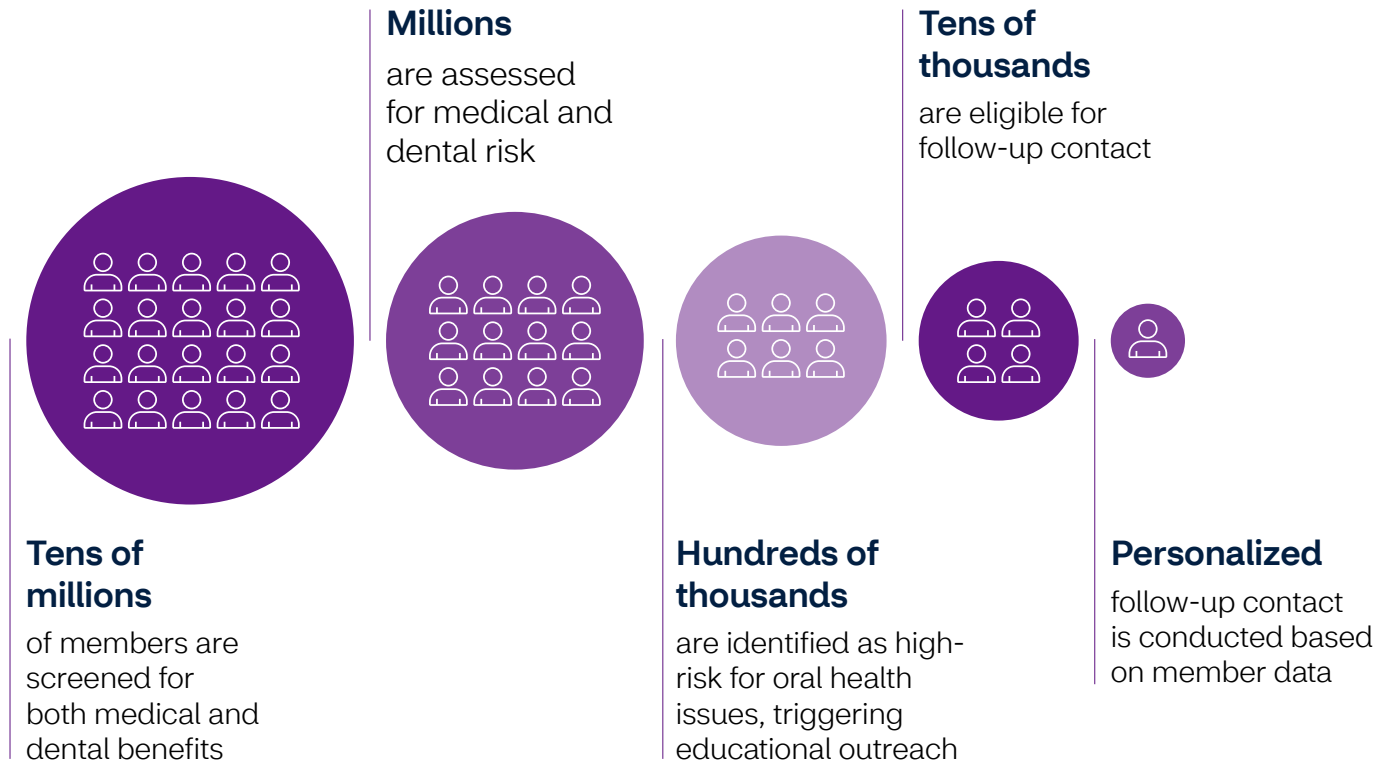 Tens of
millions
of members are
screened for
both medical and
dental benefits
Millions
are assessed
for medical and
dental risk
Hundreds of
thousands
are identified as high-
risk for oral health
issues, triggering
educational outreach
Tens of
thousands
are eligible for
follow-up contact
Personalized
follow-up contact
is conducted based
on member data